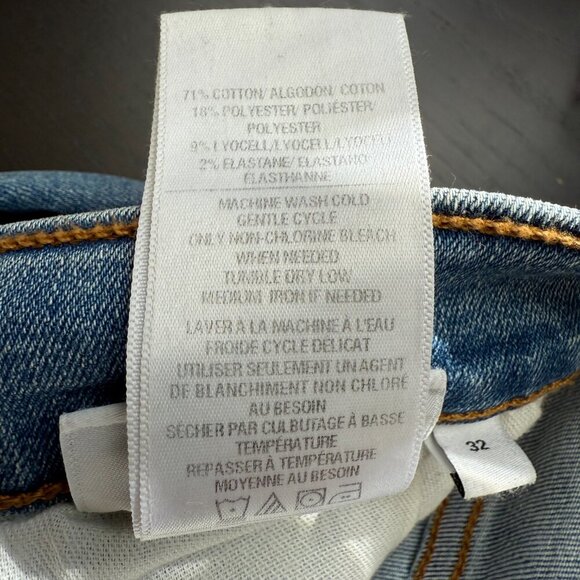 71% COTTON/ ALGODON/ COTON
18% POLYESTER/ POLIÉSTER/
POLYESTER
9% LYOCELL/LYOCELL/LYOCELL
2% ELASTANE/ ELASTANO
ELASTHANNE
MACHINE WASH COLD
GENTLE CYCLE
ONLY NON-CHLORINE BLEACH
WHEN NEEDED
TUMBLE DRY LOW
MEDIUM IRON IF NEEDED
LAVER À LA MACHINE À L'EAU
FROIDE CYCLE DELICAT
UTILISER SEULEMENT UN AGENT
DE BLANCHIMENT NON CHLORÉ
AU BESOIN
SÉCHER PAR CULBUTAGE À BASSE
TEMPÉRATURE
REPASSER À TEMPÉRATURE
MOYENNE AU BESOIN
32